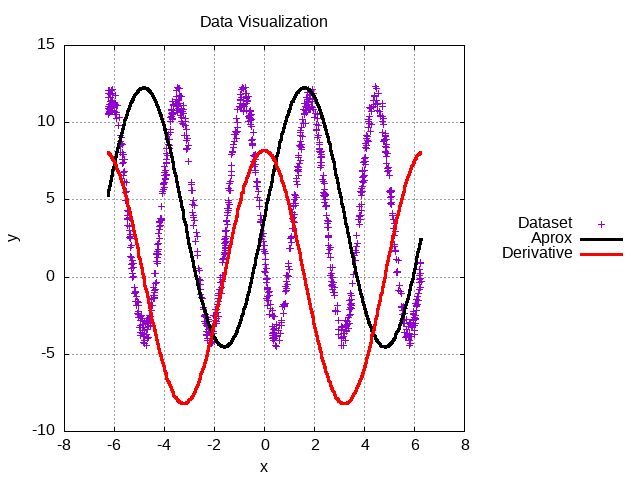 Data Visualization
15
10
5
0
-5
-10
-8 -6 -4 -2 0 2 4 6 8
x
y
Dataset
Aprox
Derivative